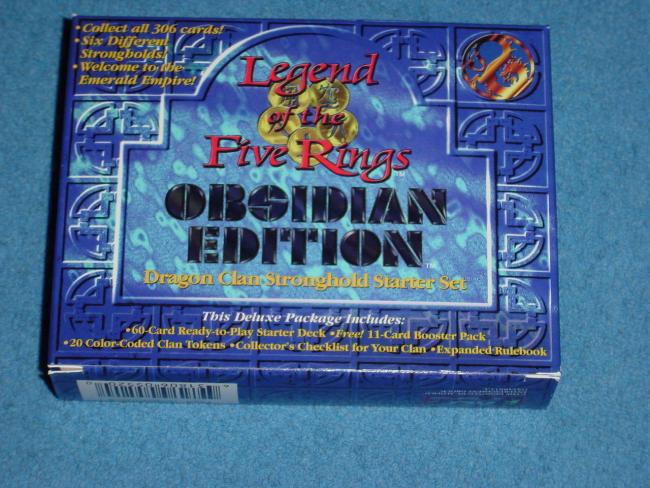 •Collect all 306 cards!
•Six Different
Strongholds!
•Welcome to the
Emerald Empire!
Legend
of the
Five Rings™
OBSIDIAN
EDITION™
Dragon Clan Stronghold Starter Set
This Deluxe Package Includes:
•60-Card Ready-to-Play Starter Deck •Free! 11-Card Booster Pack
•20 Color-Coded Clan Tokens •Collector's Checklist for Your Clan •Expanded Rulebook